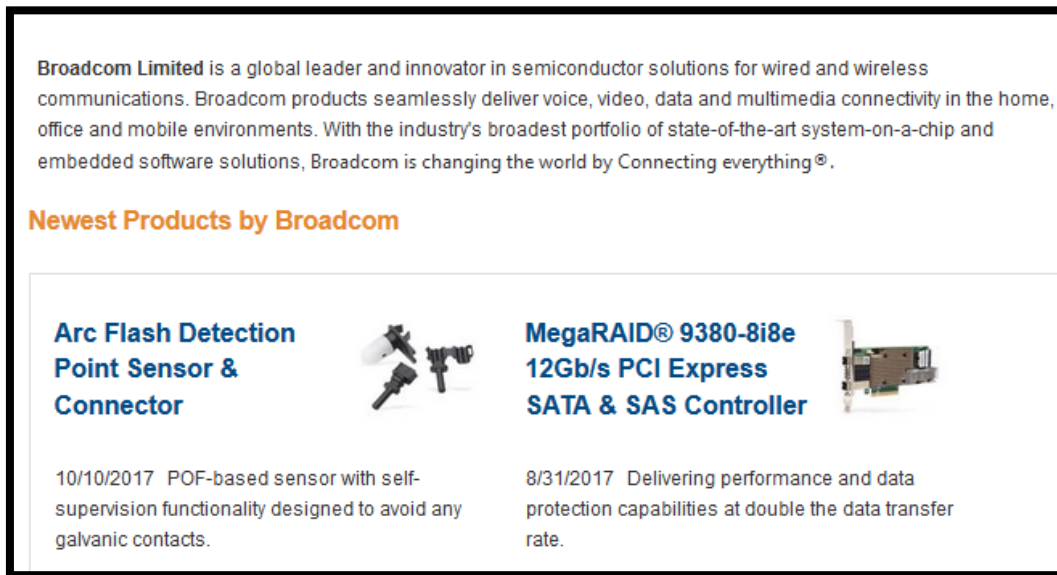 Broadcom Limited is a global leader and innovator in semiconductor solutions for wired and wireless
communications. Broadcom products seamlessly deliver voice, video, data and multimedia connectivity in the home,
office and mobile environments. With the industry's broadest portfolio of state-of-the-art system-on-a-chip and
embedded software solutions, Broadcom is changing the world by Connecting everything®.
Newest Products by Broadcom
Arc Flash Detection
Point Sensor &
Connector
10/10/2017 POF-based sensor with self-
supervision functionality designed to avoid any
galvanic contacts.
MegaRAID® 9380-8i8e
12Gb/s PCI Express
SATA & SAS Controller
8/31/2017 Delivering performance and data
protection capabilities at double the data transfer
rate.